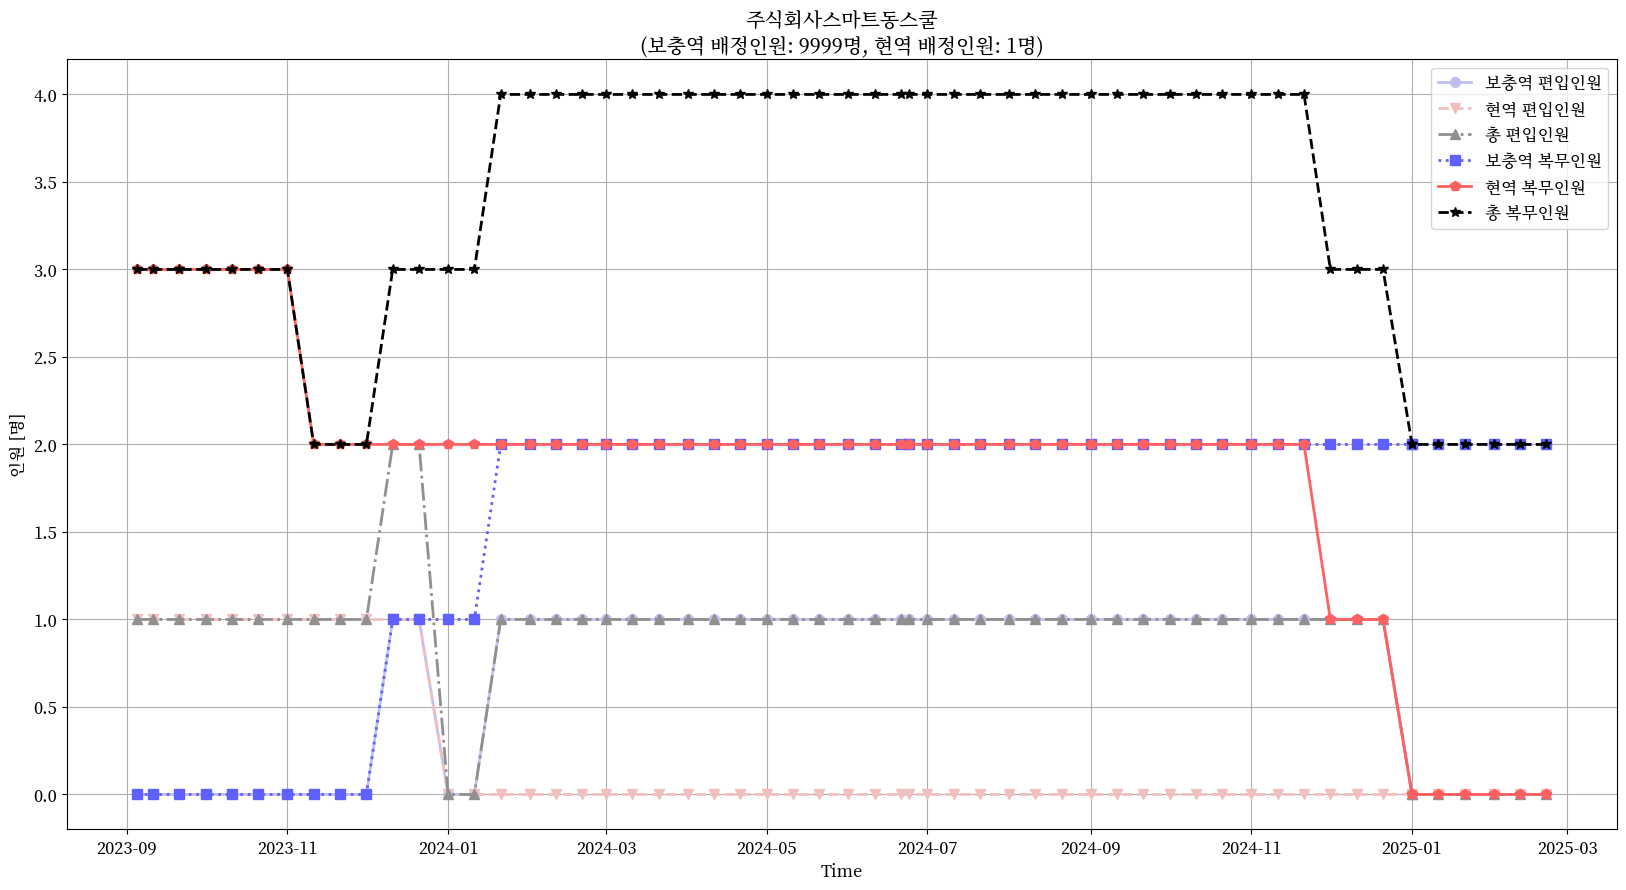 주식회사스마트동스쿨
(보충역 배정인원: 9999명, 현역 배정인원: 1명)
보충역 편입인원
현역 편입인원
총 편입인원
보충역 복무인원
현역 복무인원
총 복무인원
인원 [명]
4.0
3.5
3.0
2.5
2.0
1.5
1.0
0.5
0.0
2023-09
2023-11
2024-01
2024-03
2024-05
2024-07
2024-09
2024-11
2025-01
2025-03
Time